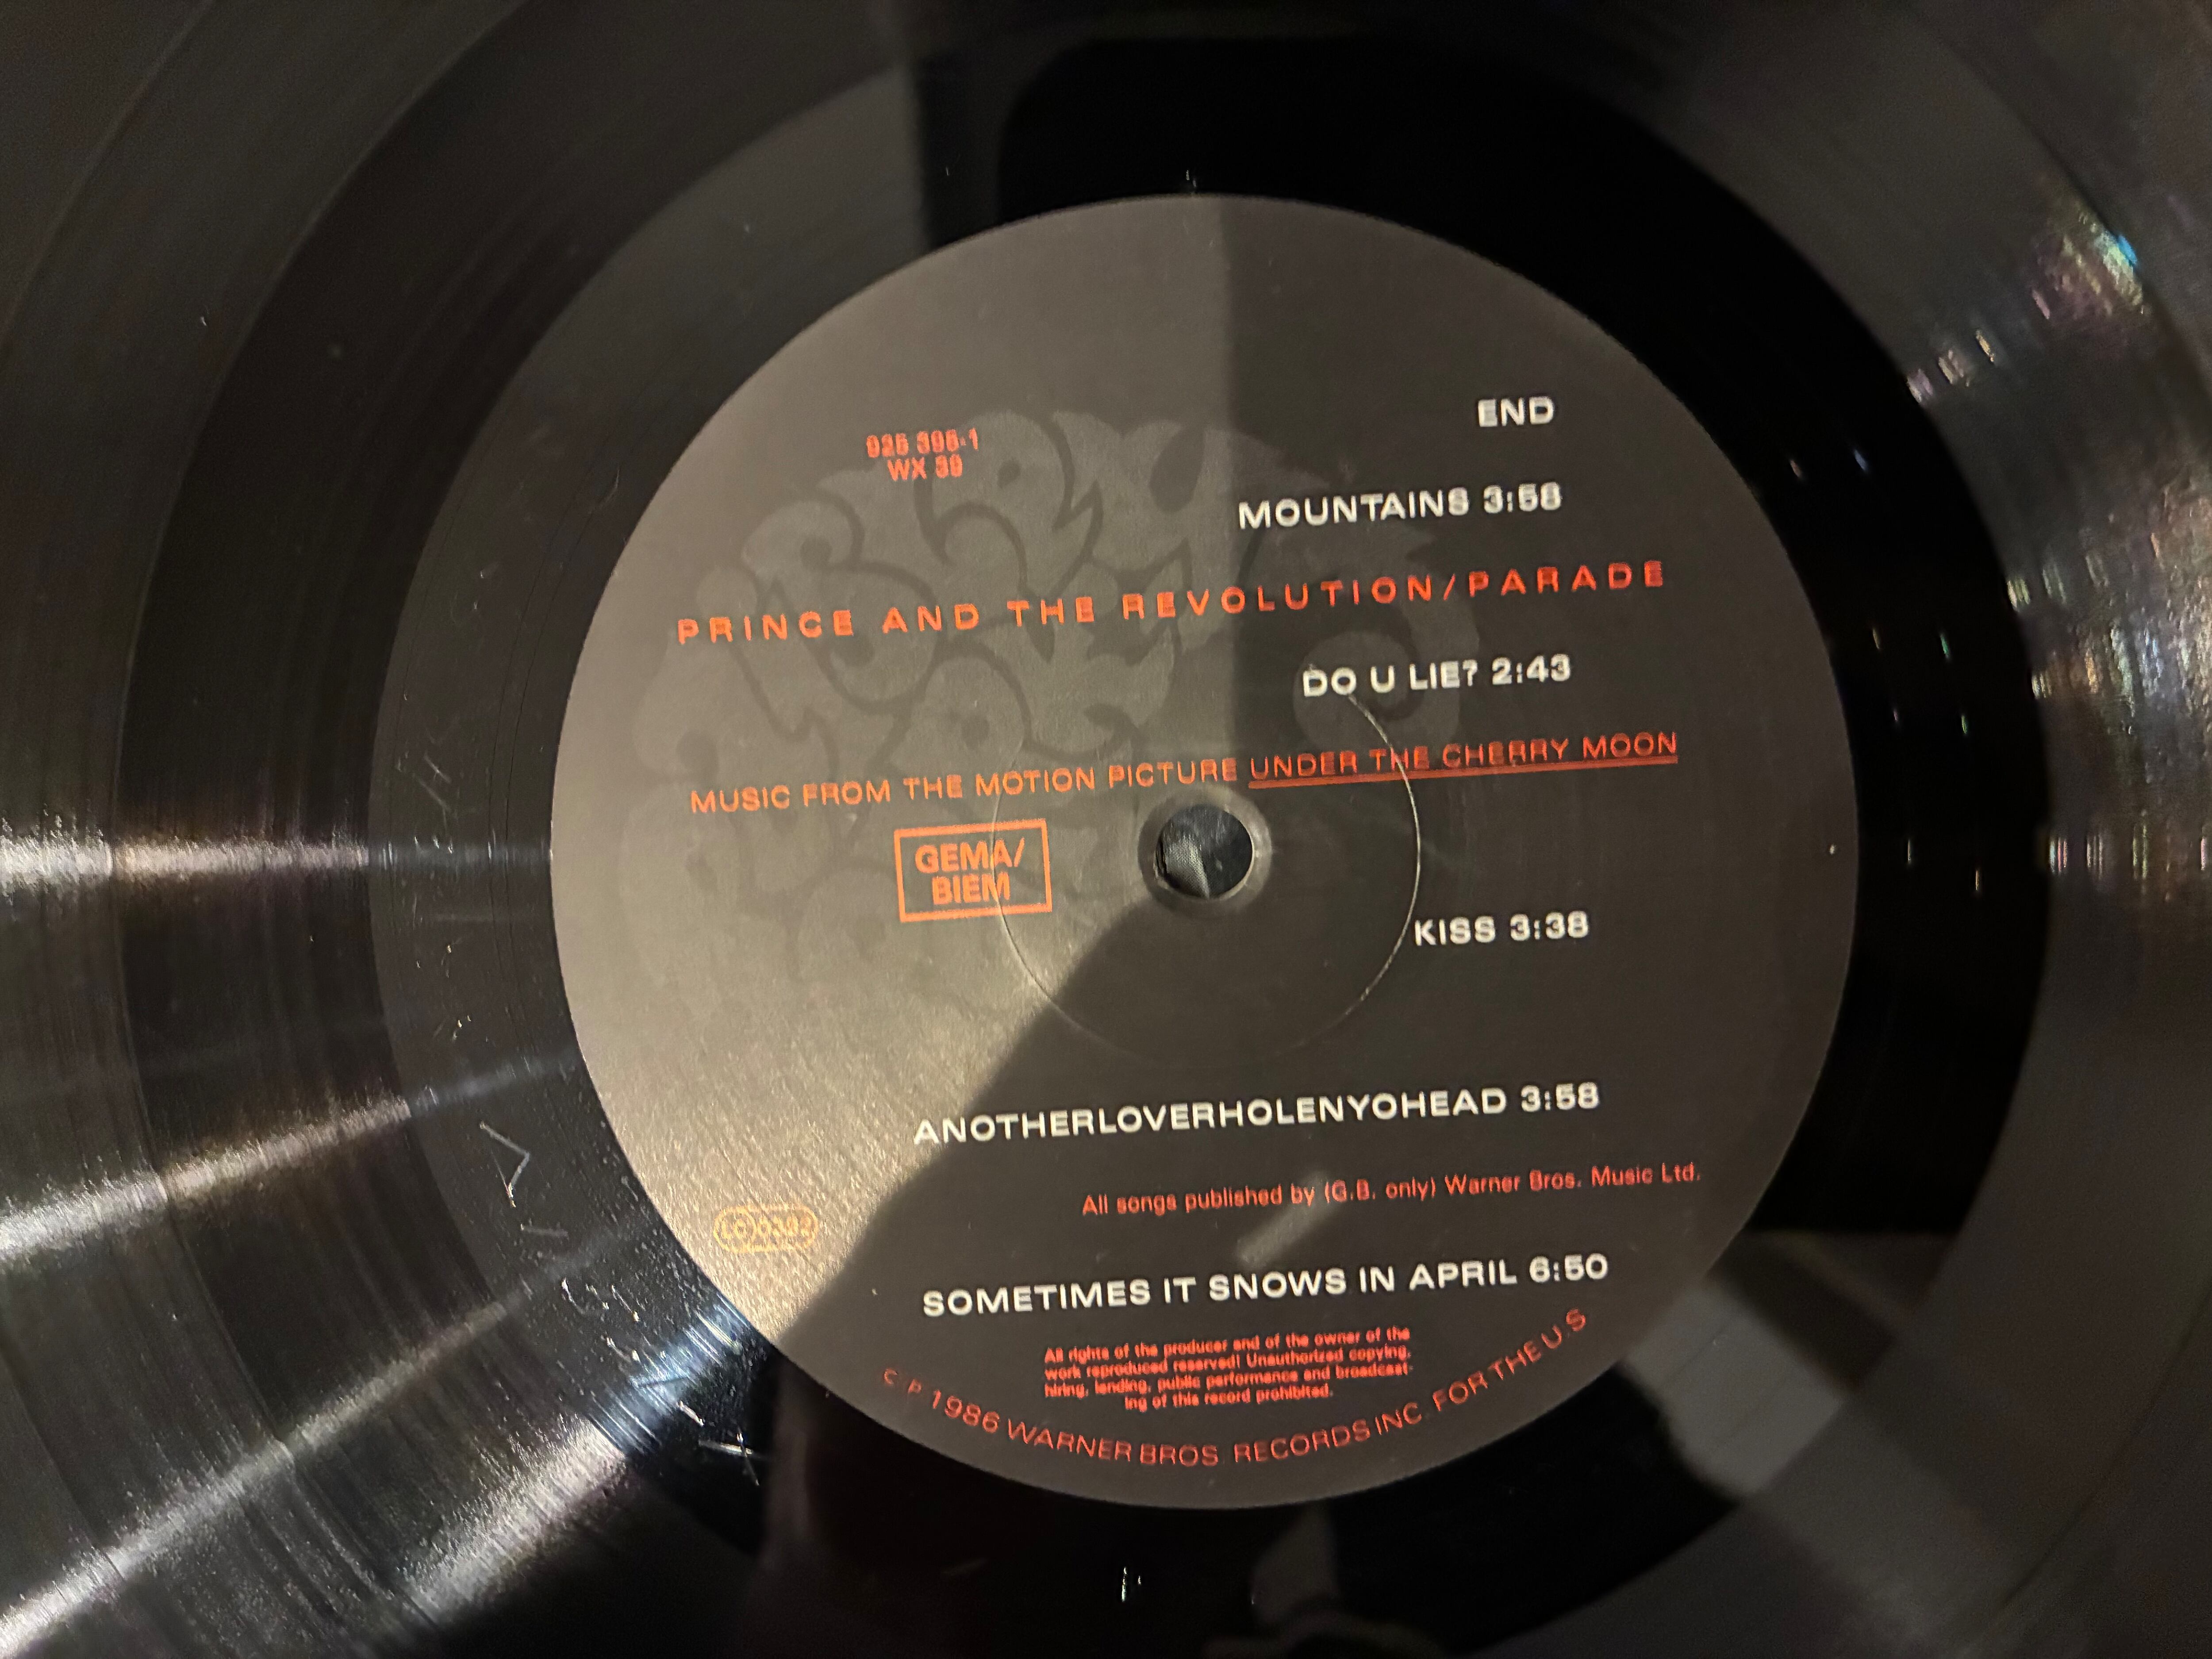 END
925 395-1
WX 39
MOUNTAINS 3:58
PRINCE AND THE REVOLUTION/PARADE
DO U LIE? 2:43
MUSIC FROM THE MOTION PICTURE UNDER THE CHERRY MOON
GEMA/
BIEM
KISS 3:38
ANOTHERLOVERHOLENYOHEAD 3:58
All songs published by (G.B. only) Warner Bros. Music Ltd.
LC 0392
SOMETIMES IT SNOWS IN APRIL 6:50
All rights of the producer and of the owner of the
work reproduced reserved! Unauthorized copying,
hiring, lending, public performance and broadcast-
ing of this record prohibited.
C P 1986 WARNER BROS. RECORDS INC. FOR THE U.S